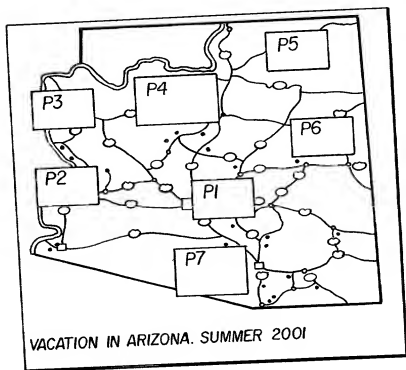 P5
P4
P3
P6
P2
P1
P7
VACATION IN ARIZONA. SUMMER 2001